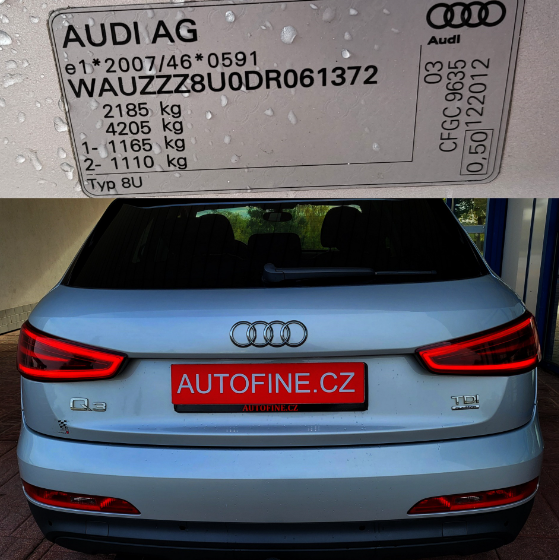 AUDI AG
Audi
e1*2007/46*0591
WAUZZZ8U0DR061372
2185 kg
4205 kg
1- 1165 kg
2- 1110 kg
Typ 8U
03
CFGC 9635
0,50 122012
AUTOFINE.CZ
AUTOFINE.CZ
Q3
TDI